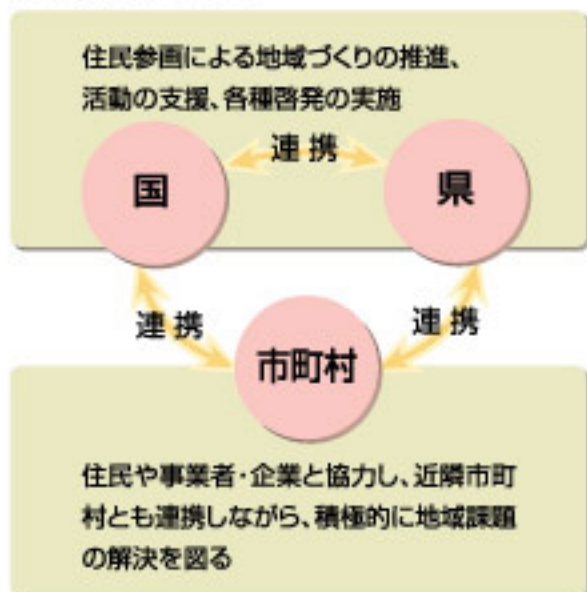 住民参画による地域づくりの推進、
活動の支援、各種啓発の実施
連携
国
県
連携
連携
市町村
住民や事業者・企業と協力し、近隣市町
村とも連携しながら、積極的に地域課題
の解決を図る